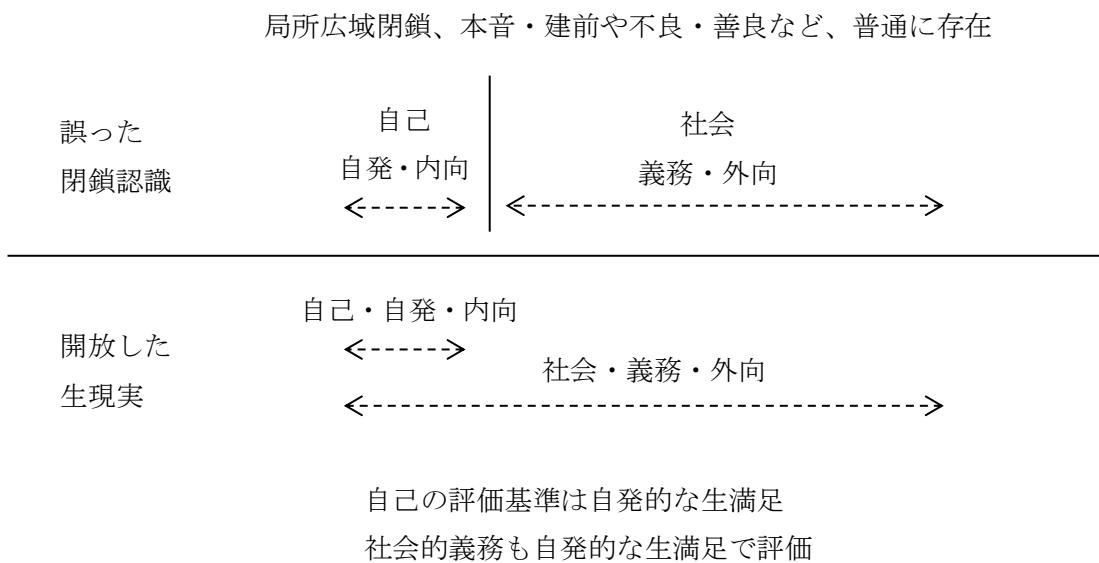 局所広域閉鎖、本音・建前や不良・善良など、普通に存在
誤った
閉鎖認識
自己
自発・内向
社会
義務・外向
開放した
生現実
自己・自発・内向
社会・義務・外向
自己の評価基準は自発的な生満足
社会的義務も自発的な生満足で評価